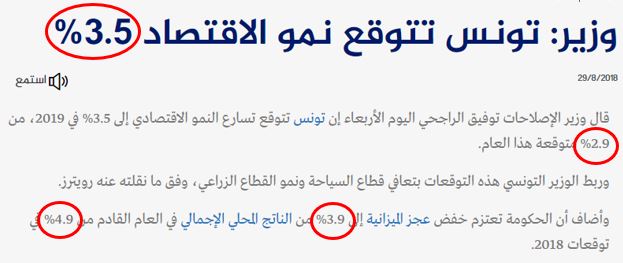 وزير: تونس تتوقع نمو الاقتصاد 3.5%
29/8/2018
استمع
قال وزير الإصلاحات توفيق الراجحي اليوم الأربعاء إن تونس تتوقع تسارع النمو الاقتصادي إلى 3.5% في 2019، من
2.9% متوقعة هذا العام.
وربط الوزير التونسي هذه التوقعات بتعافي قطاع السياحة ونمو القطاع الزراعي، وفق ما نقلته عنه رويترز.
وأضاف أن الحكومة تعتزم خفض عجز الميزانية إلى 3.9% من الناتج المحلي الإجمالي في العام القادم من 4.9% في
توقعات 2018.